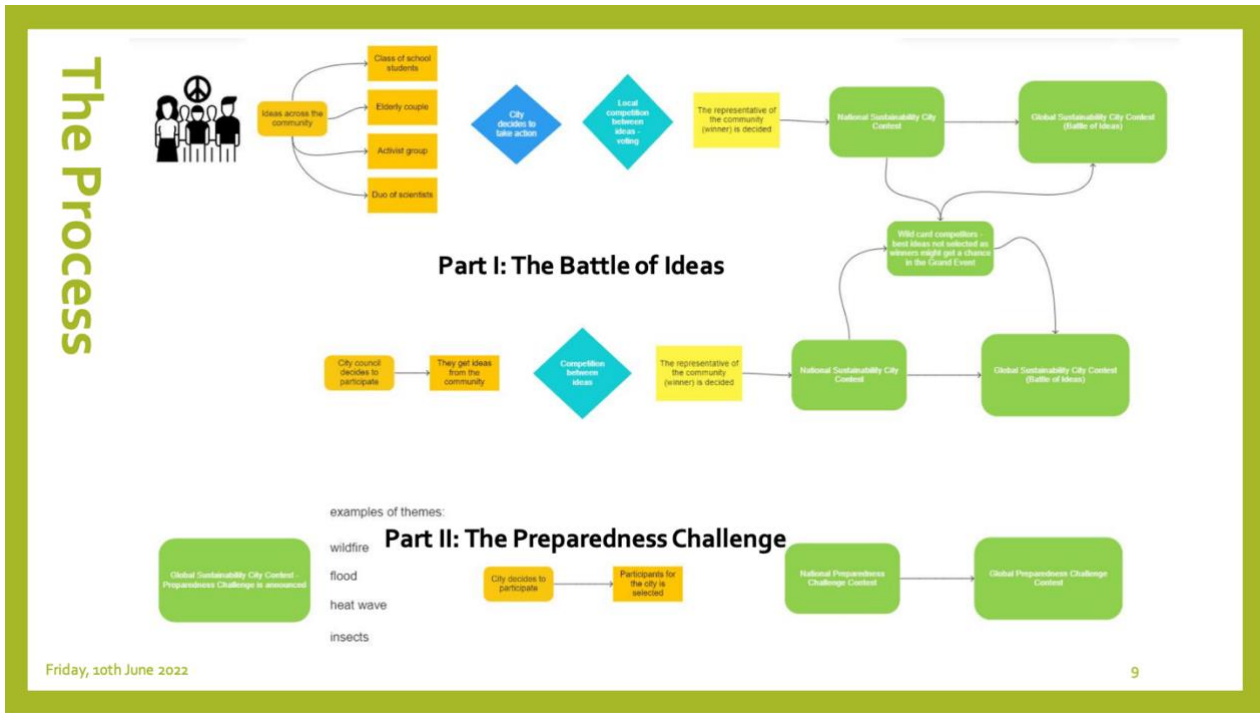 The Process
Ideas across the
community
Class of school
students
Elderly couple
Activist group
Duo of scientists
City
decides to
take action
Local
competition
between
ideas -
voting
The representative of
the community
(winner) is decided
National Sustainability City
Contest
Global Sustainability City Contest
(Battle of Ideas)
Wild card competitors -
best ideas not selected as
winners might get a chance
in the Grand Event
Part I: The Battle of Ideas
City council
decides to
participate
They get ideas
from the
community
Competition
between
ideas
The representative of
the community
(winner) is decided
National Sustainability City
Contest
Global Sustainability City Contest
(Battle of Ideas)
Part II: The Preparedness Challenge
Global Sustainability City Contest -
Preparedness Challenge is announced
examples of themes:
wildfire
flood
heat wave
insects
City decides to
participate
Participants for
the city is
selected
National Preparedness
Challenge Contest
Global Preparedness Challenge
Contest
Friday, 10th June 2022
9